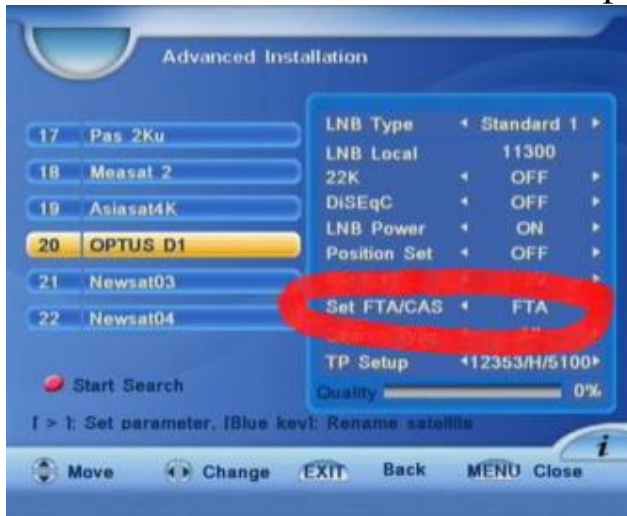 Advanced Installation
17 Pas 2Ku
18 Measat 2
19 Asiasat4K
20 OPTUS D1
21 Newsat03
22 Newsat04
Start Search
LNB Type Standard 1
LNB Local 11300
22K OFF
DiSEqC OFF
LNB Power ON
Position Set OFF
Set FTA/CAS FTA
TP Setup 12353/H/5100
Quality 0%
[ > ]: Set parameter, [Blue key]: Rename satellite
Move Change EXIT Back MENU Close
i